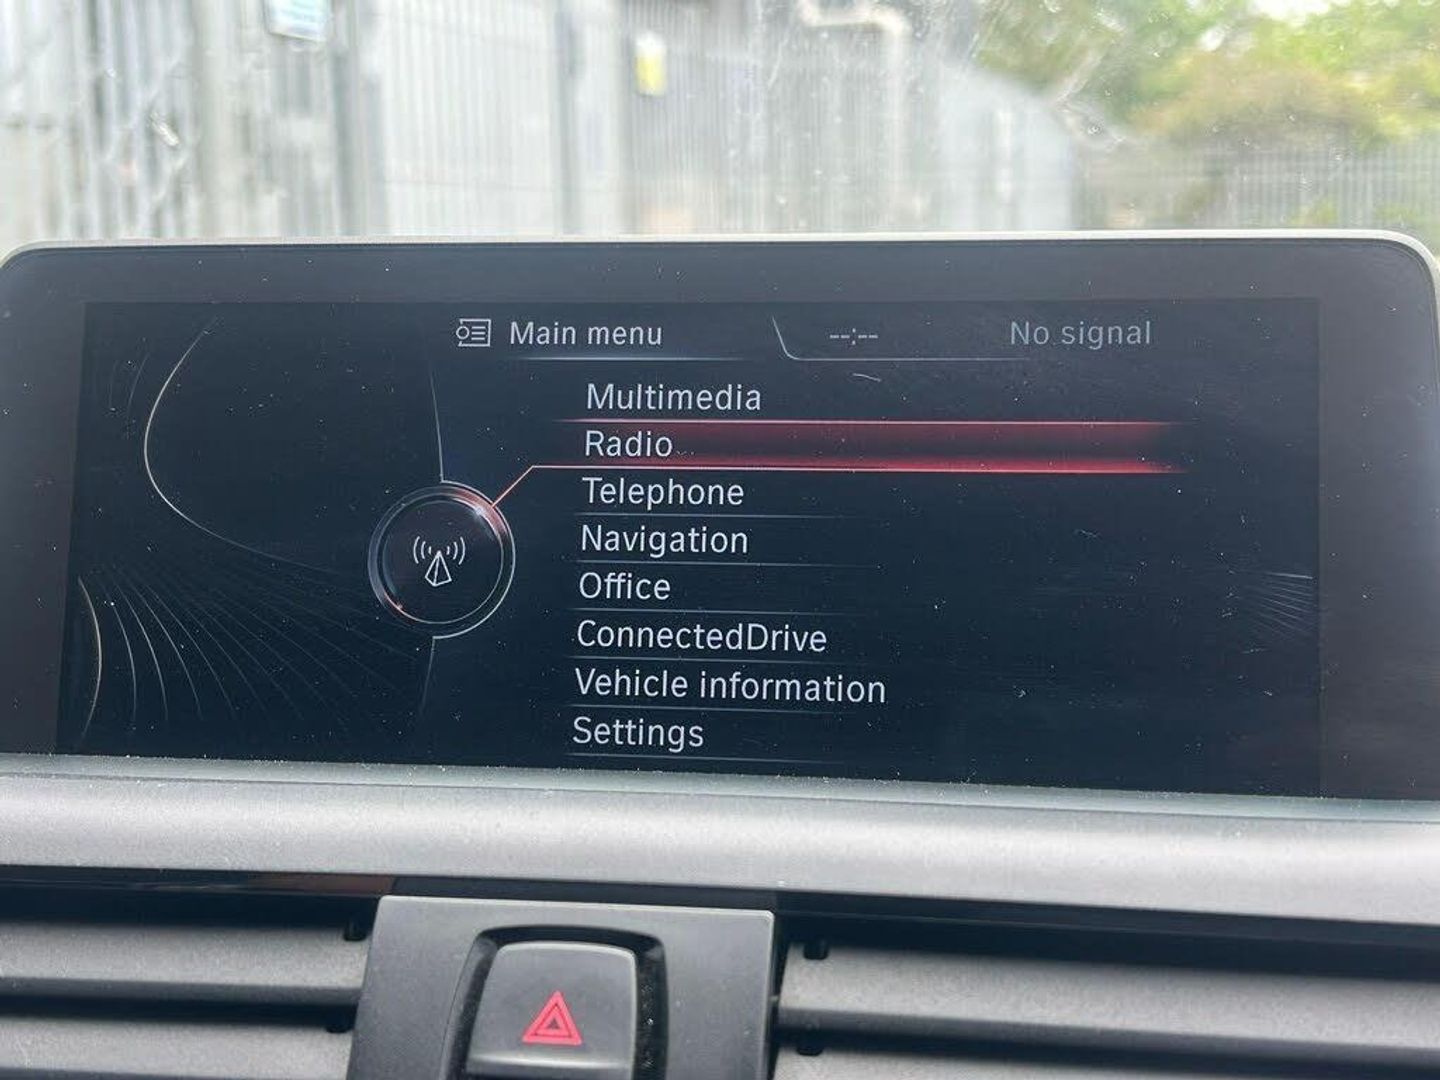 Main menu --:-- No signal
Multimedia
Radio
Telephone
Navigation
Office
ConnectedDrive
Vehicle information
Settings